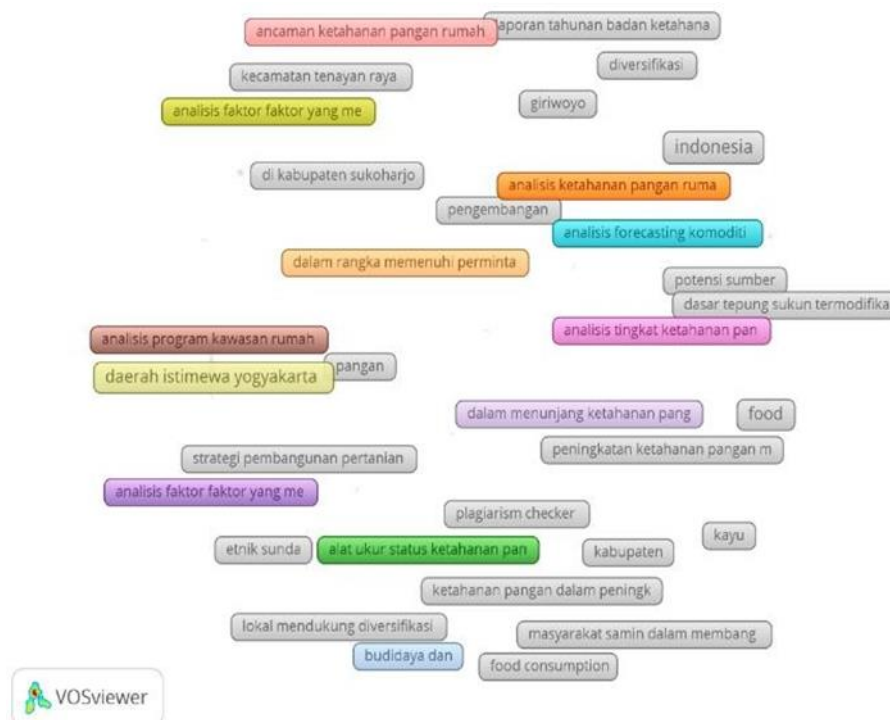 ancaman ketahanan pangan rumah
laporan tahunan badan ketahana
diversifikasi
kecamatan tenayan raya
analisis faktor faktor yang me
giriwoyo
indonesia
di kabupaten sukoharjo
analisis ketahanan pangan ruma
pengembangan
analisis forecasting komoditi
dalam rangka memenuhi perminta
potensi sumber
dasar tepung sukun termodifika
analisis tingkat ketahanan pan
analisis program kawasan rumah
pangan
daerah istimewa yogyakarta
dalam menunjang ketahanan pang
food
peningkatan ketahanan pangan m
strategi pembangunan pertanian
analisis faktor faktor yang me
plagiarism checker
kayu
etnik sunda
alat ukur status ketahanan pan
kabupaten
ketahanan pangan dalam peningk
lokal mendukung diversifikasi
masyarakat samin dalam membang
budidaya dan
food consumption
VOSviewer